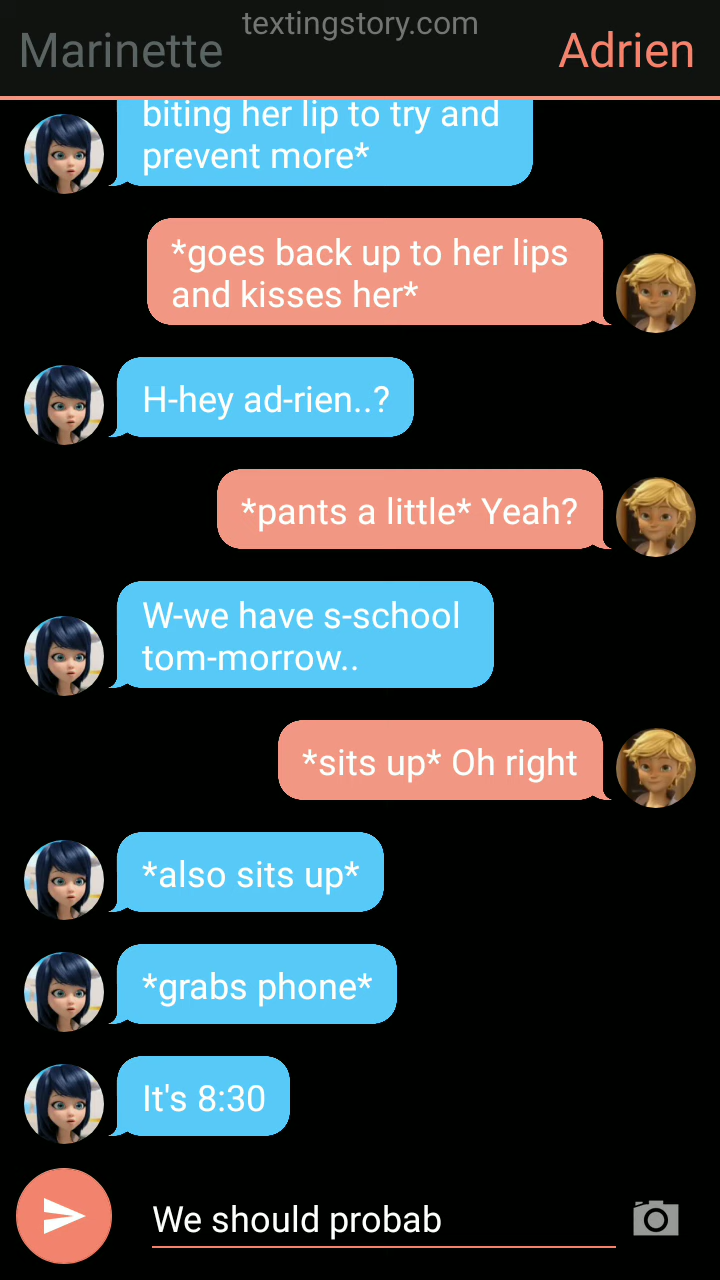 textingstory.com
Marinette
Adrien
biting her lip to try and
prevent more*
*goes back up to her lips
and kisses her*
H-hey ad-rien..?
*pants a little* Yeah?
W-we have s-school
tom-morrow..
*sits up* Oh right
*also sits up*
*grabs phone*
It's 8:30
We should probab